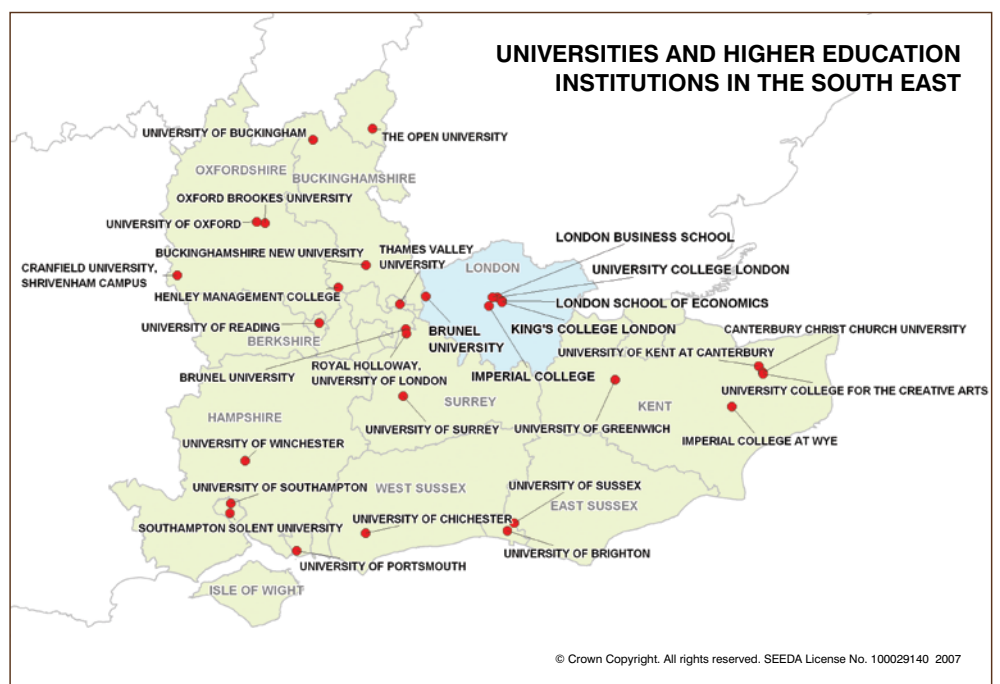 UNIVERSITIES AND HIGHER EDUCATION
INSTITUTIONS IN THE SOUTH EAST
UNIVERSITY OF BUCKINGHAM
THE OPEN UNIVERSITY
OXFORDSHIRE
BUCKINGHAMSHIRE
OXFORD BROOKES UNIVERSITY
UNIVERSITY OF OXFORD
BUCKINGHAMSHIRE NEW UNIVERSITY
THAMES VALLEY
UNIVERSITY
LONDON
LONDON BUSINESS SCHOOL
UNIVERSITY COLLEGE LONDON
CRANFIELD UNIVERSITY,
SHRIVENHAM CAMPUS
HENLEY MANAGEMENT COLLEGE
LONDON SCHOOL OF ECONOMICS
UNIVERSITY OF READING
BERKSHIRE
BRUNEL
UNIVERSITY
KING'S COLLEGE LONDON
CANTERBURY CHRIST CHURCH UNIVERSITY
UNIVERSITY OF KENT AT CANTERBURY
BRUNEL UNIVERSITY
ROYAL HOLLOWAY,
UNIVERSITY OF LONDON
IMPERIAL COLLEGE
UNIVERSITY COLLEGE FOR THE CREATIVE ARTS
HAMPSHIRE
SURREY
KENT
UNIVERSITY OF SURREY
UNIVERSITY OF GREENWICH
IMPERIAL COLLEGE AT WYE
UNIVERSITY OF WINCHESTER
UNIVERSITY OF SOUTHAMPTON
WEST SUSSEX
UNIVERSITY OF SUSSEX
EAST SUSSEX
SOUTHAMPTON SOLENT UNIVERSITY
UNIVERSITY OF CHICHESTER
UNIVERSITY OF BRIGHTON
UNIVERSITY OF PORTSMOUTH
ISLE OF WIGHT
© Crown Copyright. All rights reserved. SEEDA License No. 100029140 2007